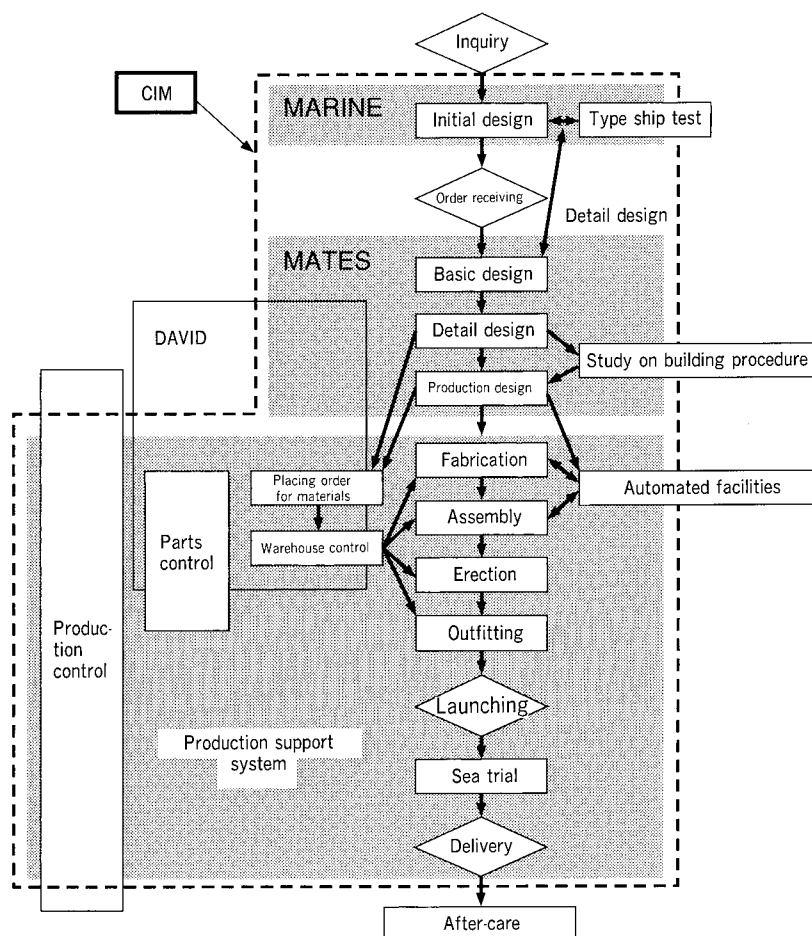 Inquiry
CIM
MARINE
Initial design
Type ship test
Order receiving
Detail design
MATES
Basic design
DAVID
Detail design
Study on building procedure
Production design
Fabrication
Placing order
for materials
Automated facilities
Assembly
Parts
control
Warehouse control
Erection
Produc-
tion
control
Outfitting
Launching
Production support
system
Sea trial
Delivery
After-care